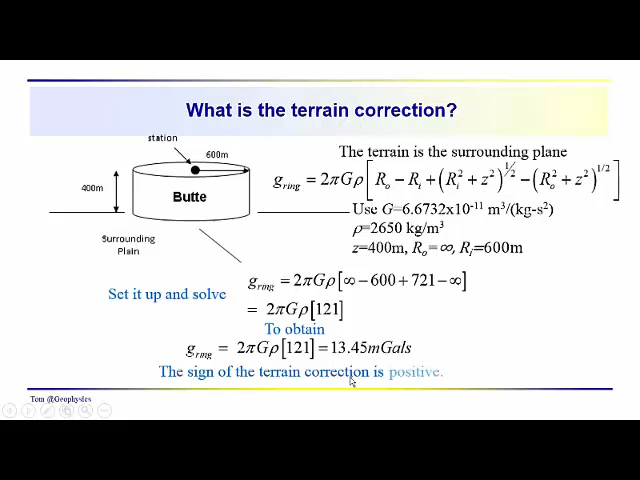 What is the terrain correction?
station
600m
400m
Butte
Surrounding
Plain
The terrain is the surrounding plane
g_ring = 2πGρ[R_o − R_i + (R_i^2 + z^2)^1/2 − (R_o^2 + z^2)^1/2]
Use G=6.6732x10^-11 m^3/(kg-s^2)
ρ=2650 kg/m^3
z=400m, R_o=∞, R_i=600m
Set it up and solve
g_ring = 2πGρ[∞ − 600 + 721 − ∞]
= 2πGρ[121]
To obtain
g_ring = 2πGρ[121] = 13.45mGals
The sign of the terrain correction is positive.
Tom @Geophysics